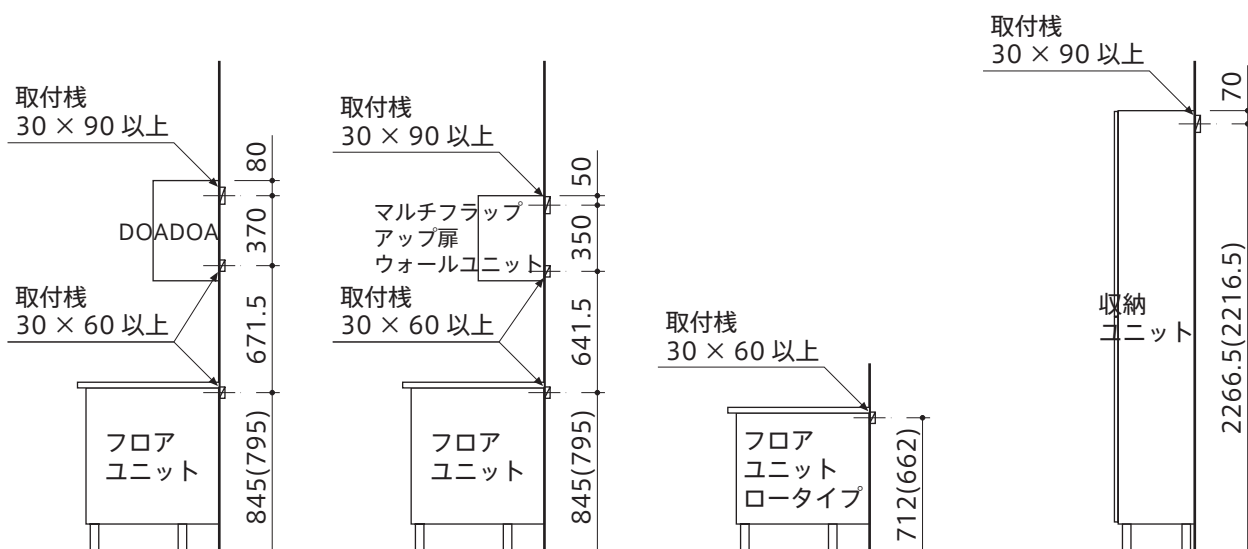 取付桟
30 × 90 以上
80
DOADOA
370
取付桟
30 × 60 以上
671.5
フロア
ユニット
845(795)
取付桟
30 × 90 以上
50
マルチフラップ
アップ扉
ウォールユニット
350
取付桟
30 × 60 以上
641.5
フロア
ユニット
845(795)
取付桟
30 × 60 以上
フロア
ユニット
ロータイプ
712(662)
取付桟
30 × 90 以上
70
収納
ユニット
2266.5(2216.5)